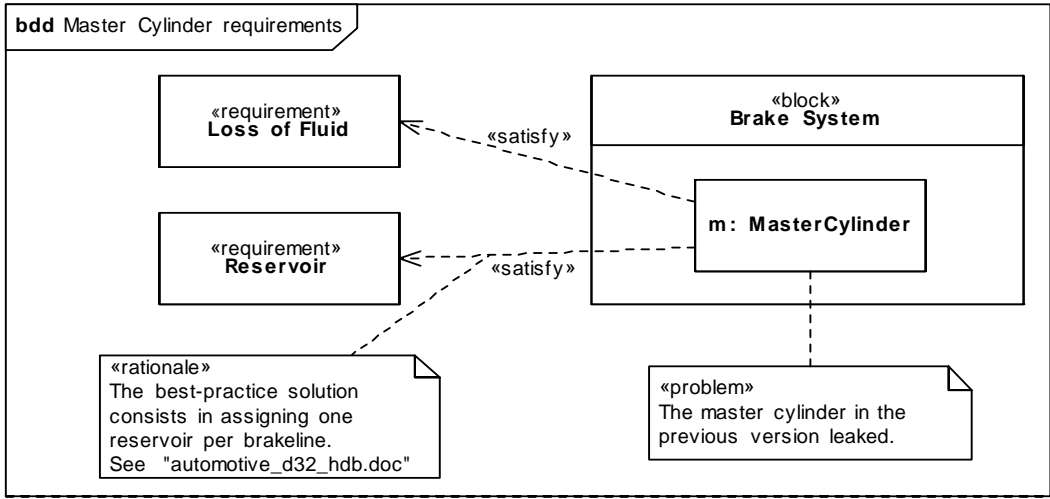 bdd Master Cylinder requirements
«requirement»
Loss of Fluid
«satisfy»
«block»
Brake System
m: MasterCylinder
«requirement»
Reservoir
«satisfy»
«rationale»
The best-practice solution
consists in assigning one
reservoir per brakeline.
See "automotive_d32_hdb.doc"
«problem»
The master cylinder in the
previous version leaked.